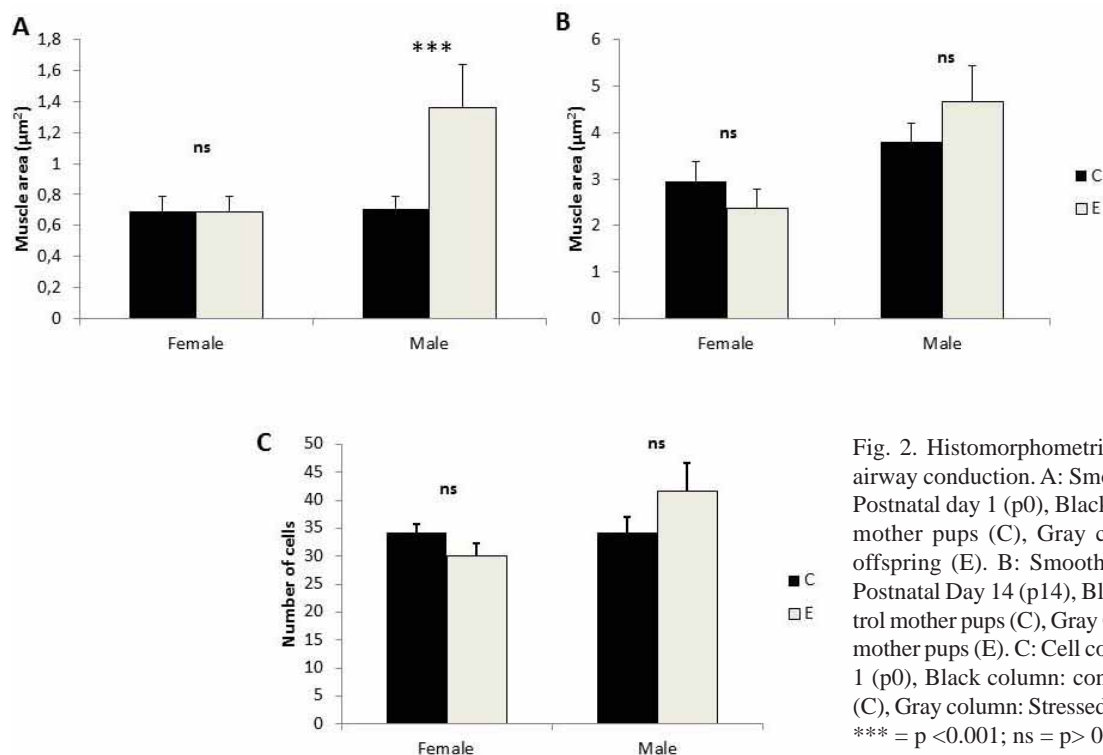 A
B
Muscle area (µm²)
1,8
1,6
1,4
1,2
1
0,8
0,6
0,4
0,2
0
ns
***
Female
Male
Muscle area (µm²)
6
5
4
3
2
1
0
ns
ns
Female
Male
C
E
C
Number of cells
50
45
40
35
30
25
20
15
10
5
0
ns
ns
Female
Male
C
E
Fig. 2. Histomorphometri
airway conduction. A: Smo
Postnatal day 1 (p0), Black
mother pups (C), Gray c
offspring (E). B: Smooth
Postnatal Day 14 (p14), Bl
trol mother pups (C), Gray
mother pups (E). C: Cell co
1 (p0), Black column: con
(C), Gray column: Stressed
*** = p <0.001; ns = p> 0